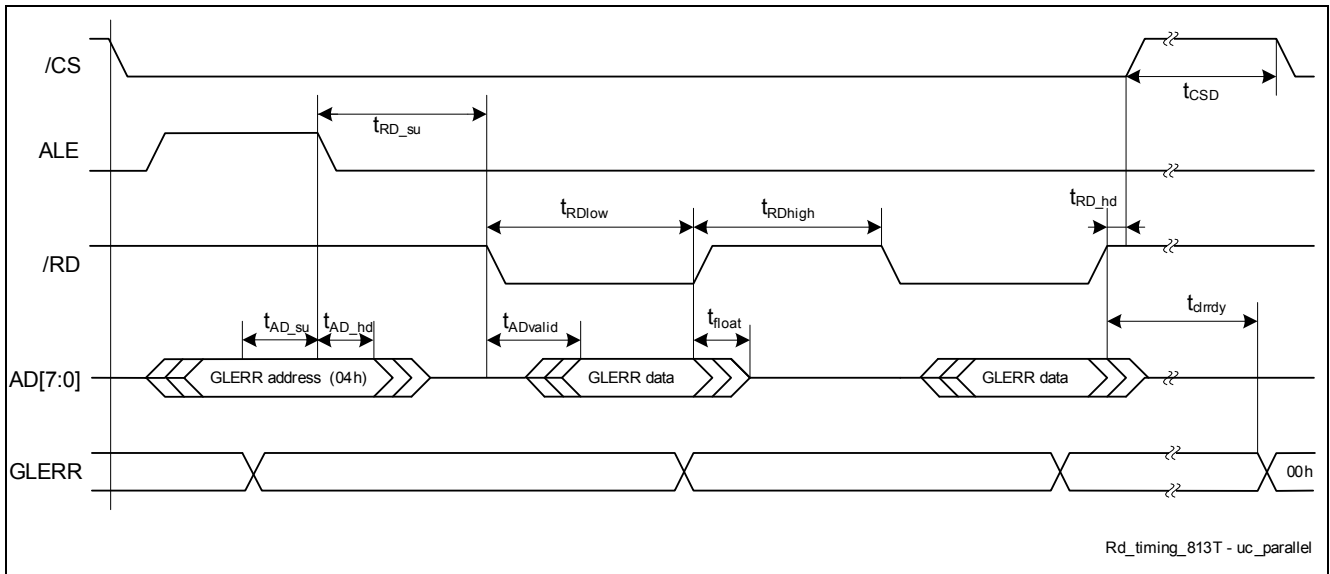 /CS
t_CSD
t_RD_su
ALE
t_RDlow
t_RDhigh
t_RD_hd
/RD
t_AD_su
t_AD_hd
t_ADvalid
t_float
t_clrrdy
AD[7:0]
GLERR address (04h)
GLERR data
GLERR data
GLERR
00h
Rd_timing_813T - uc_parallel